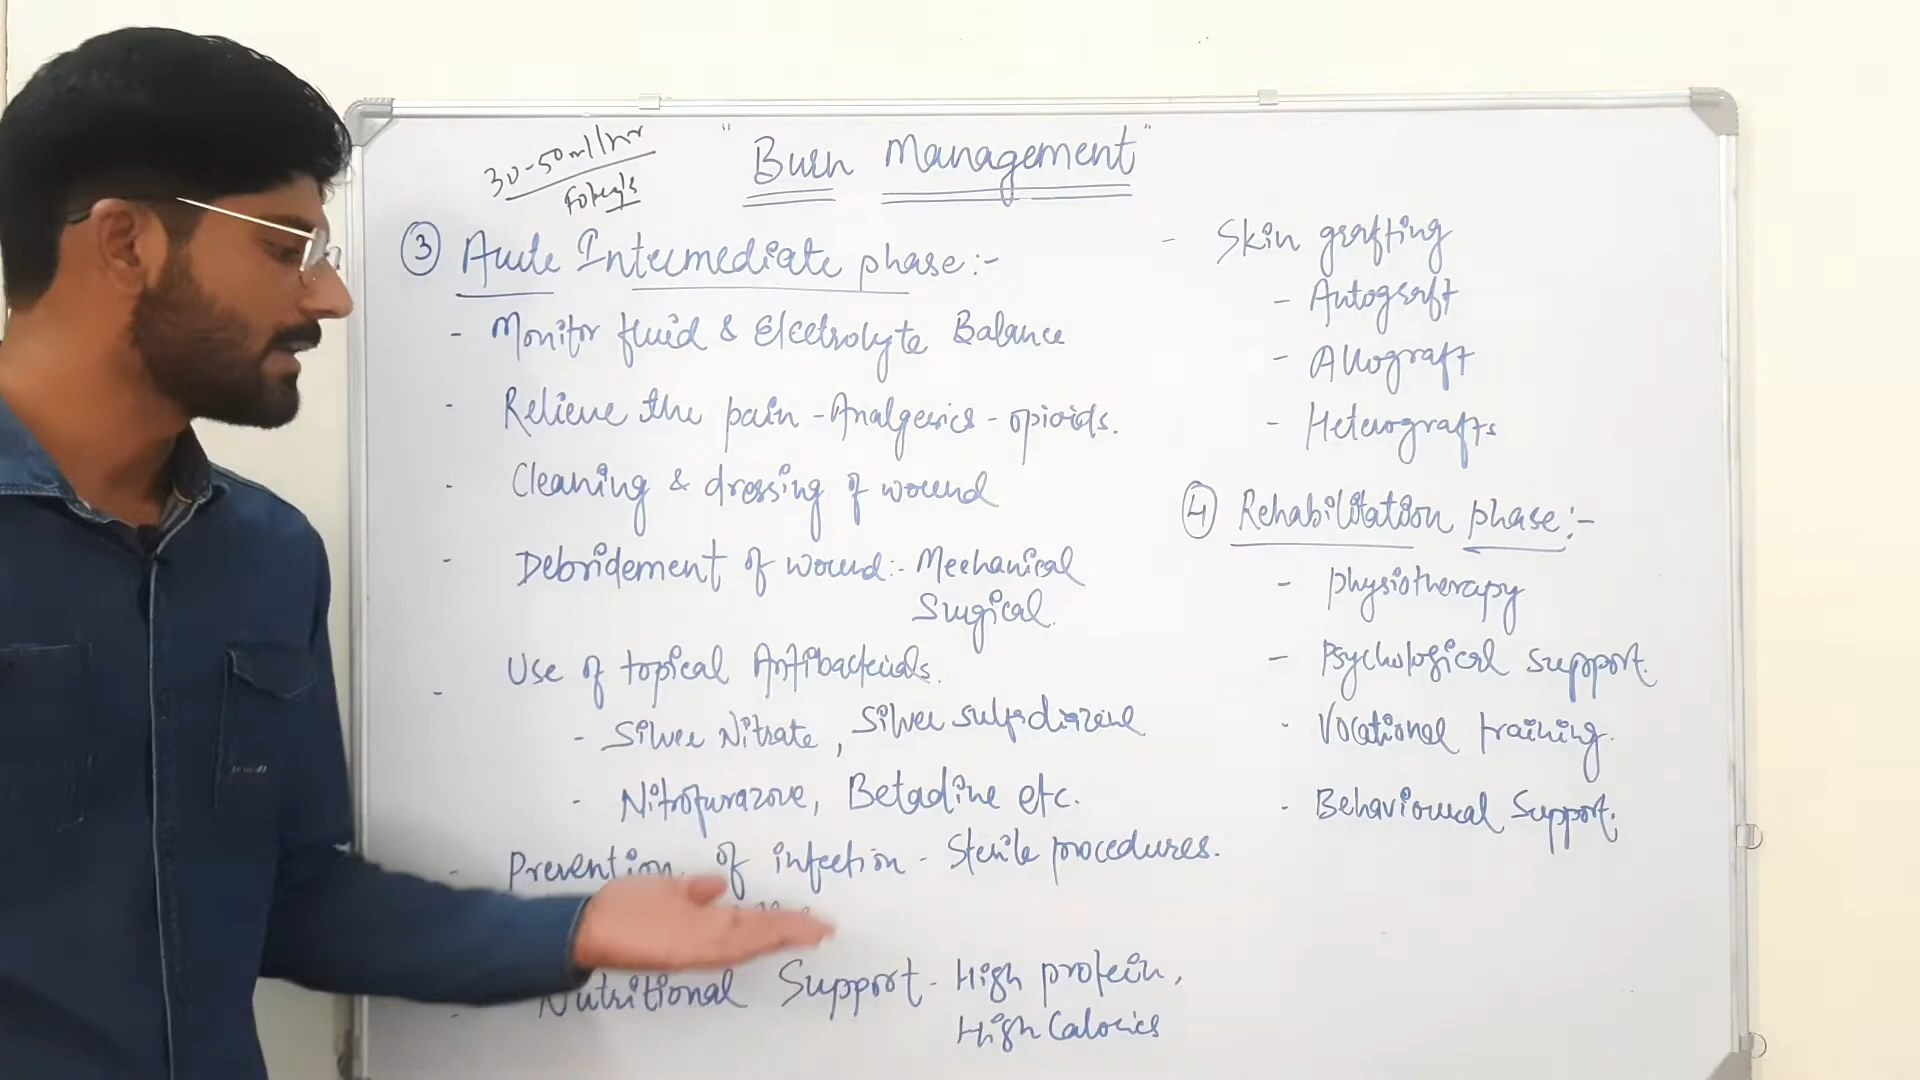 30-50 ml/hr
Foley's
"Burn Management"
③ Acute Intermediate phase:-
- Monitor fluid & Electrolyte Balance
- Relieve the pain - Analgesics - opioids.
- Cleaning & dressing of wound
- Debridement of wound:- Mechanical
Surgical.
- Use of topical Antibacterials.
- Silver Nitrate, Silver sulfadiazine
- Nitrofurazone, Betadine etc.
- Prevention of infection - Sterile procedures.
- Nutritional Support - High protein,
High Calories
- Skin grafting
- Autograft
- Allograft
- Heterografts
④ Rehabilitation phase:-
- physiotherapy
- Psychological support.
- Vocational training.
- Behavioural Support.